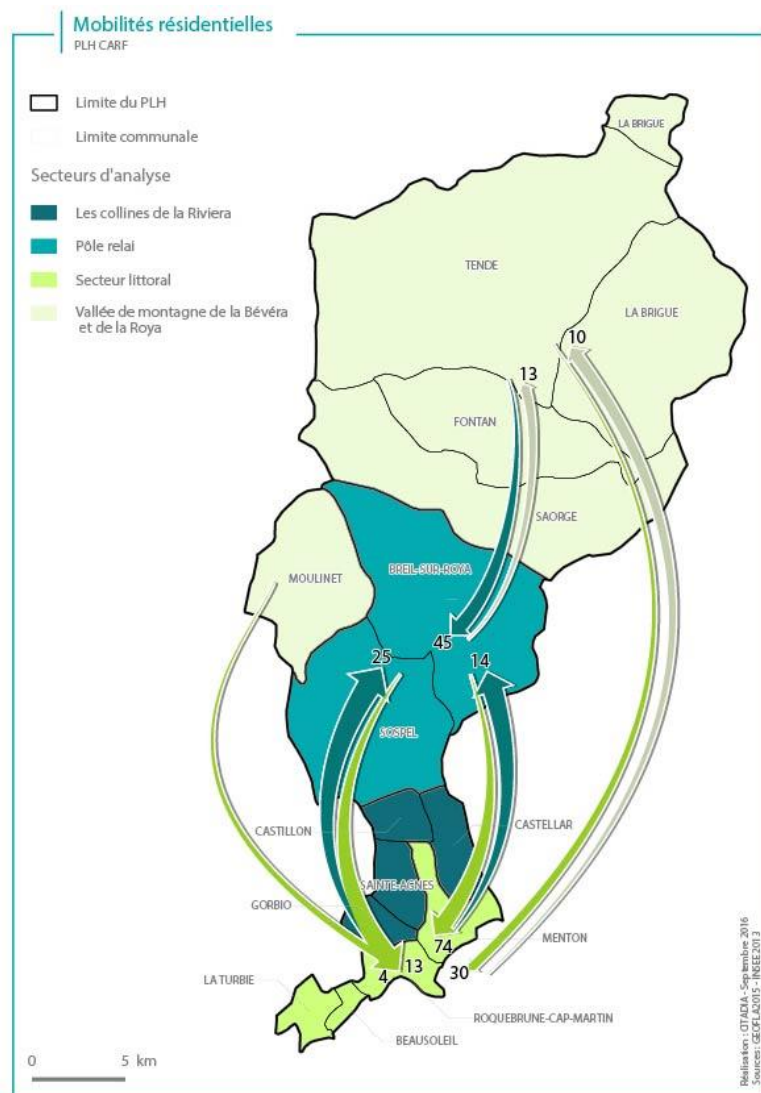 Mobilités résidentielles
PLH CARF
Limite du PLH
Limite communale
Secteurs d'analyse
Les collines de la Riviera
Pôle relai
Secteur littoral
Vallée de montagne de la Bévéra
et de la Roya
LA BRIGUE
TENDE
LA BRIGUE
10
13
FONTAN
SAORGE
BREIL-SUR-ROYA
MOULINET
45
25
14
SOSPEL
CASTILLON
CASTELLAR
SAINTE-AGNES
GORBIO
74
MENTON
4
13
30
LA TURBIE
ROQUEBRUNE-CAP-MARTIN
BEAUSOLEIL
0 5 km
Réalisation : CITADIA - Septembre 2016
Sources : GEOFLA2015 - INSEE2013